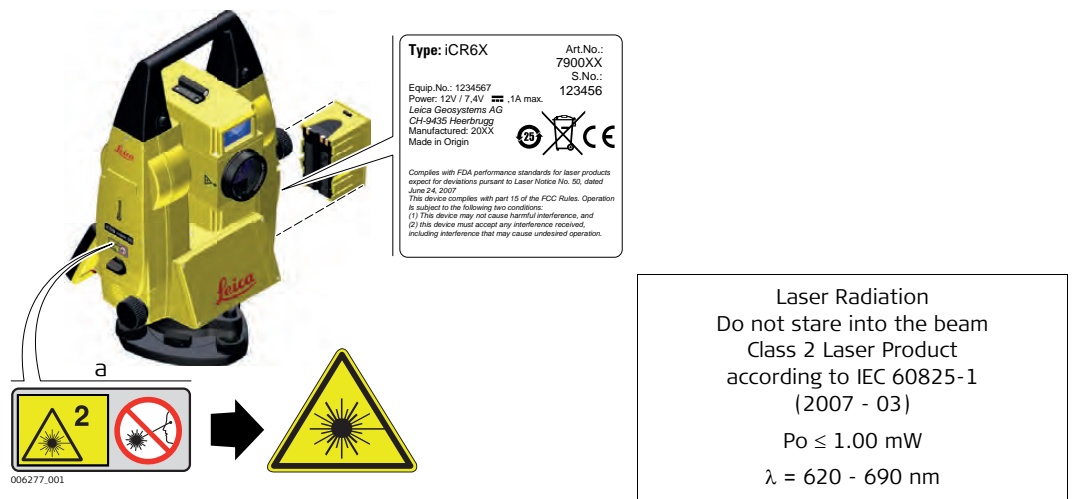 Type: iCR6X
Art.No.:
7900XX
S.No.:
123456
Equip.No.: 1234567
Power: 12V / 7,4V ⎓ ,1A max.
Leica Geosystems AG
CH-9435 Heerbrugg
Manufactured: 20XX
Made in Origin
25
CE
Complies with FDA performance standards for laser products
expect for deviations pursuant to Laser Notice No. 50, dated
June 24, 2007
This device complies with part 15 of the FCC Rules. Operation
Is subject to the following two conditions:
(1) This device may not cause harmful interference, and
(2) this device must accept any interference received,
including interference that may cause undesired operation.
Leica
Leica
a
2
006277_001
Laser Radiation
Do not stare into the beam
Class 2 Laser Product
according to IEC 60825-1
(2007 - 03)
Po ≤ 1.00 mW
λ = 620 - 690 nm